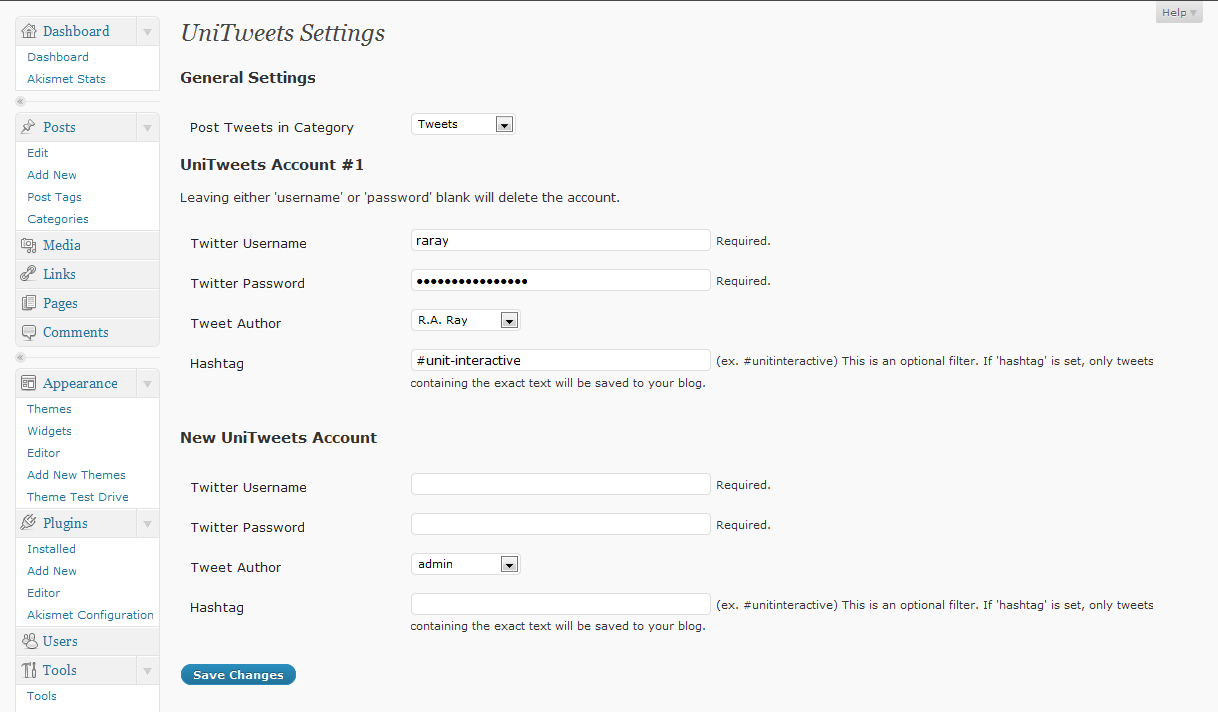 Help
Dashboard
Dashboard
Akismet Stats
Posts
Edit
Add New
Post Tags
Categories
Media
Links
Pages
Comments
Appearance
Themes
Widgets
Editor
Add New Themes
Theme Test Drive
Plugins
Installed
Add New
Editor
Akismet Configuration
Users
Tools
Tools
UniTweets Settings
General Settings
Post Tweets in Category Tweets
UniTweets Account #1
Leaving either 'username' or 'password' blank will delete the account.
Twitter Username raray Required.
Twitter Password •••••••••••••••• Required.
Tweet Author R.A. Ray
Hashtag #unit-interactive (ex. #unitinteractive) This is an optional filter. If 'hashtag' is set, only tweets
containing the exact text will be saved to your blog.
New UniTweets Account
Twitter Username Required.
Twitter Password Required.
Tweet Author admin
Hashtag (ex. #unitinteractive) This is an optional filter. If 'hashtag' is set, only tweets
containing the exact text will be saved to your blog.
Save Changes